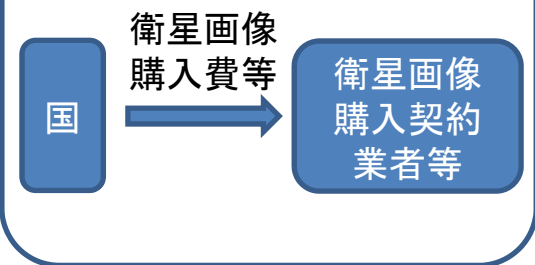 衛星画像
購入費等
国
衛星画像
購入契約
業者等